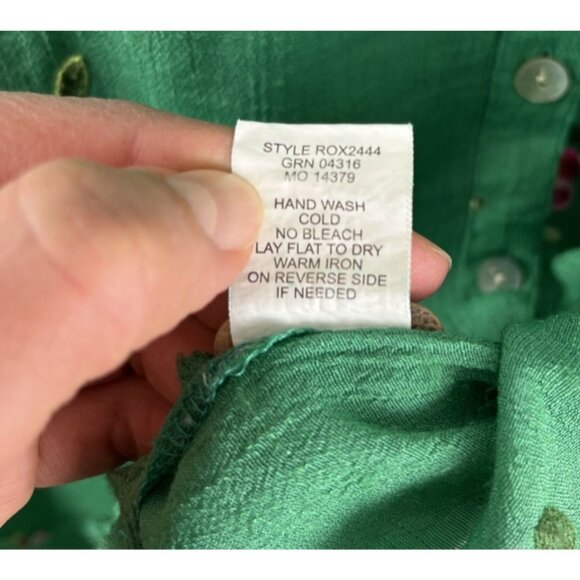 STYLE ROX2444
GRN 04316
MO 14379
HAND WASH
COLD
NO BLEACH
LAY FLAT TO DRY
WARM IRON
ON REVERSE SIDE
IF NEEDED